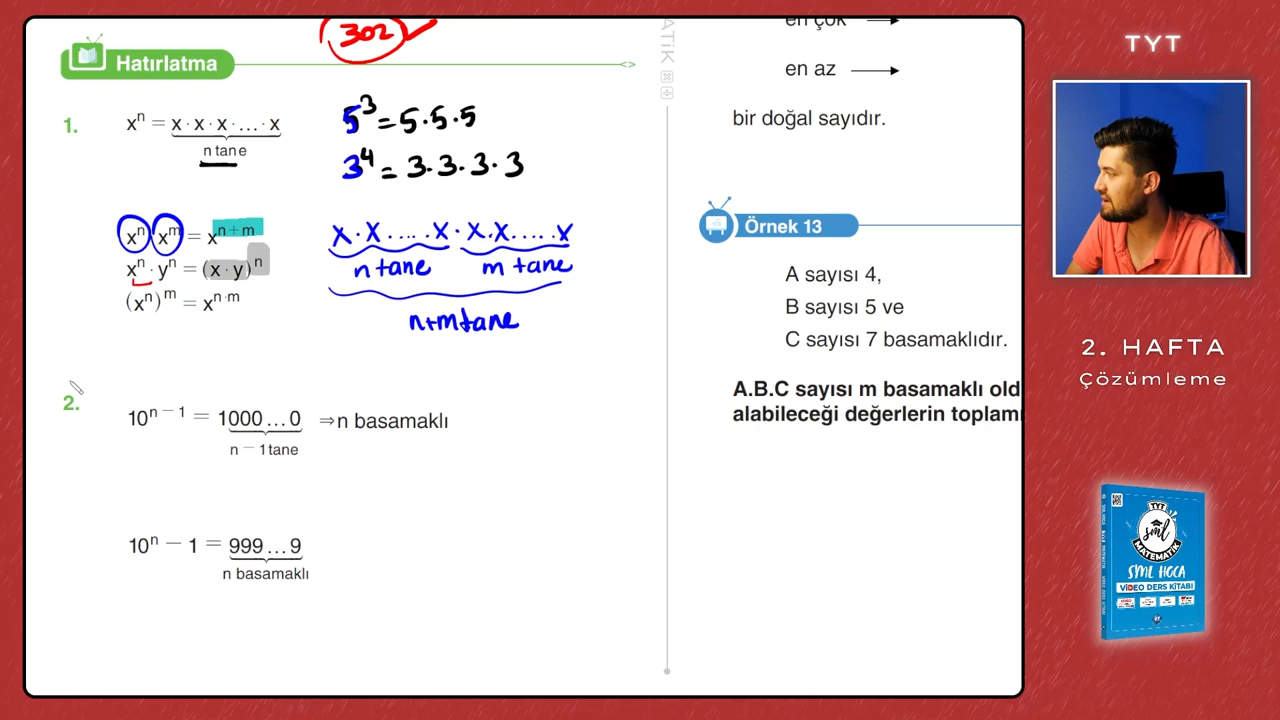 302
Hatırlatma
1. xⁿ = x · x · x · … · x
n tane
5³ = 5·5·5
3⁴ = 3·3·3·3
xⁿ · xᵐ = xⁿ⁺ᵐ
xⁿ · yⁿ = (x · y)ⁿ
(xⁿ)ᵐ = xⁿ·ᵐ
x·x.....x·x.x.....x
n tane m tane
n+m tane
2.
10ⁿ⁻¹ = 1000…0 ⇒ n basamaklı
n − 1 tane
10ⁿ − 1 = 999…9
n basamaklı
ATİK
en çok →
en az →
bir doğal sayıdır.
Örnek 13
A sayısı 4,
B sayısı 5 ve
C sayısı 7 basamaklıdır.
A.B.C sayısı m basamaklı old
alabileceği değerlerin toplamı
TYT
2. HAFTA
Çözümleme
TYT
SML
MATEMATİK
SML HOCA
VİDEO DERS KİTABI